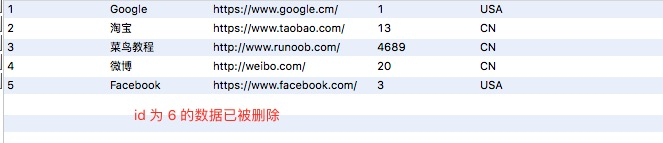 1 Google https://www.google.cm/ 1 USA
2 淘宝 https://www.taobao.com/ 13 CN
3 菜鸟教程 http://www.runoob.com/ 4689 CN
4 微博 http://weibo.com/ 20 CN
5 Facebook https://www.facebook.com/ 3 USA
id 为 6 的数据已被删除